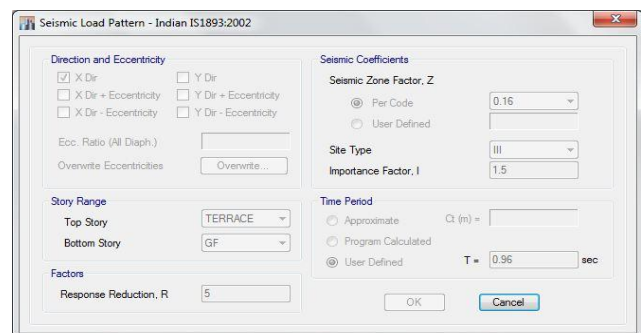 Seismic Load Pattern - Indian IS1893:2002
Direction and Eccentricity
X Dir
Y Dir
X Dir + Eccentricity
Y Dir + Eccentricity
X Dir - Eccentricity
Y Dir - Eccentricity
Ecc. Ratio (All Diaph.)
Overwrite Eccentricities
Overwrite...
Story Range
Top Story
TERRACE
Bottom Story
GF
Factors
Response Reduction, R
5
Seismic Coefficients
Seismic Zone Factor, Z
Per Code
0.16
User Defined
Site Type
III
Importance Factor, I
1.5
Time Period
Approximate
Ct (m) =
Program Calculated
User Defined
T =
0.96
sec
OK
Cancel